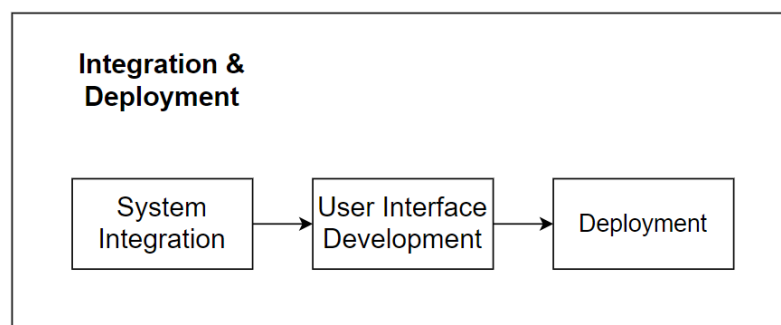 Integration &
Deployment
System
Integration
User Interface
Development
Deployment